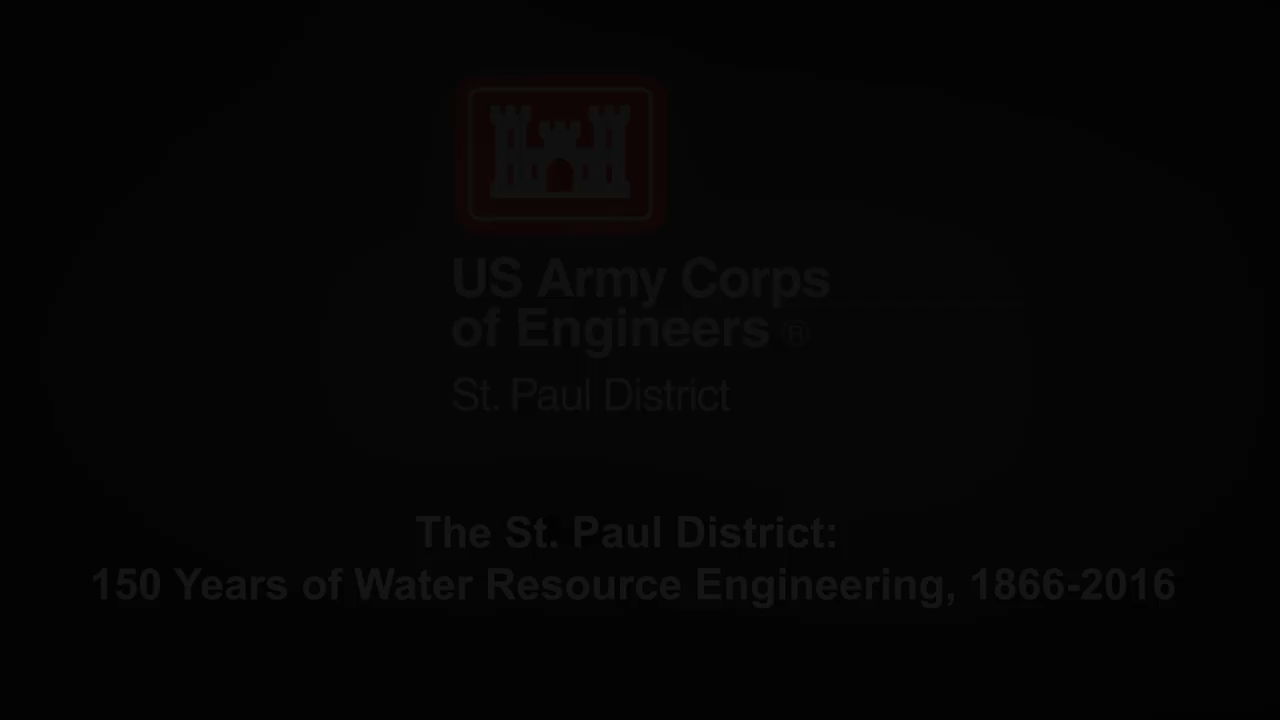 US Army Corps
of Engineers ®
St. Paul District
The St. Paul District:
150 Years of Water Resource Engineering, 1866-2016